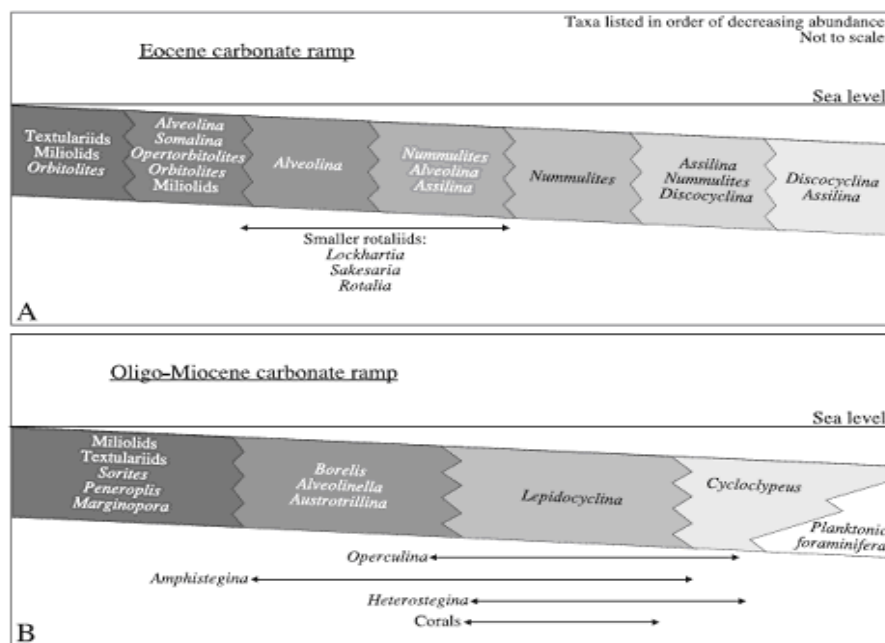 Taxa listed in order of decreasing abundance
Not to scale
Eocene carbonate ramp
Sea level
Textulariids
Miliolids
Orbitolites
Alveolina
Somalina
Opertorbitolites
Orbitolites
Miliolids
Alveolina
Nummulites
Alveolina
Assilina
Nummulites
Assilina
Nummulites
Discocyclina
Discocyclina
Assilina
Smaller rotaliids:
Lockhartia
Sakesaria
Rotalia
A
Oligo-Miocene carbonate ramp
Sea level
Miliolids
Textulariids
Sorites
Peneroplis
Marginopora
Borelis
Alveolinella
Austrotrillina
Lepidocyclina
Cycloclypeus
Planktonic
foraminifera
Operculina
Amphistegina
Heterostegina
Corals
B